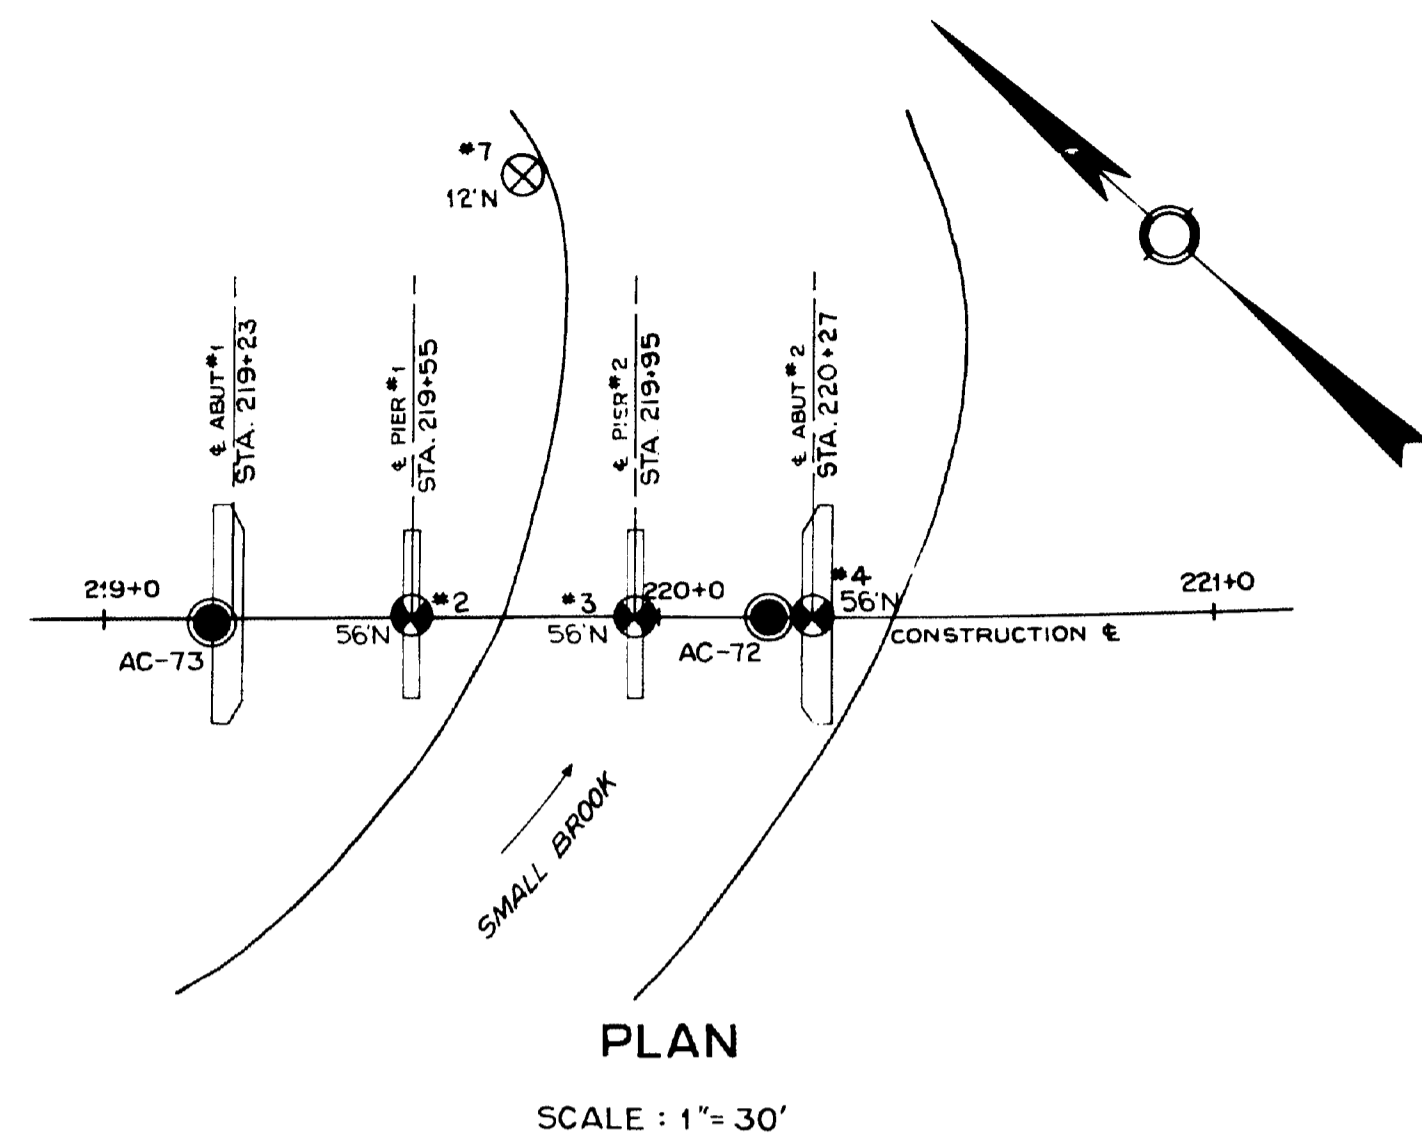 #7
12'N
℄ ABUT #1
STA. 219+23
℄ PIER #1
STA. 219+55
℄ PIER #2
STA. 219+95
℄ ABUT #2
STA. 220+27
219+0
#2
#3
220+0
#4
56'N
221+0
56'N
56'N
AC-73
AC-72
CONSTRUCTION ℄
SMALL BROOK
PLAN
SCALE : 1"= 30'